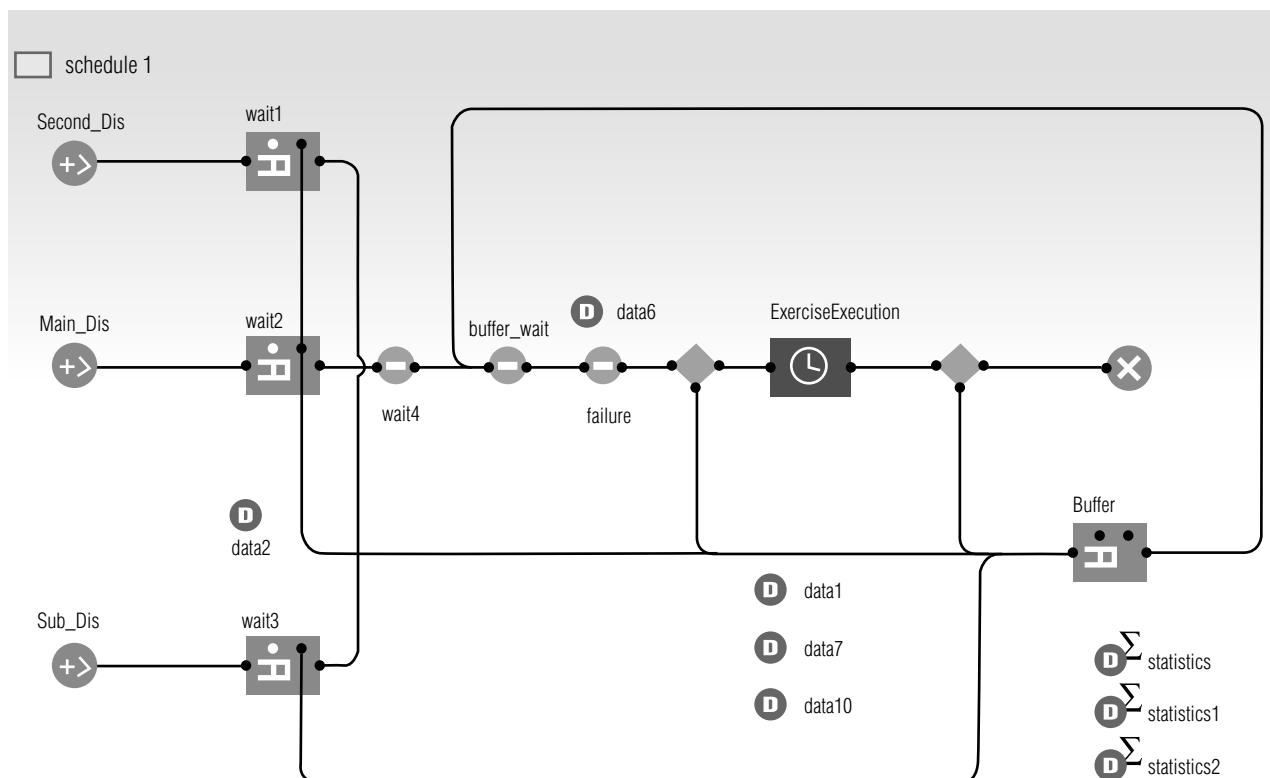 schedule 1
Second_Dis
wait1
Main_Dis
wait2
buffer_wait
D
data6
ExerciseExecution
wait4
failure
D
data2
Buffer
D
data1
Sub_Dis
wait3
D
data7
D
data10
D
Σ
statistics
D
Σ
statistics1
D
Σ
statistics2